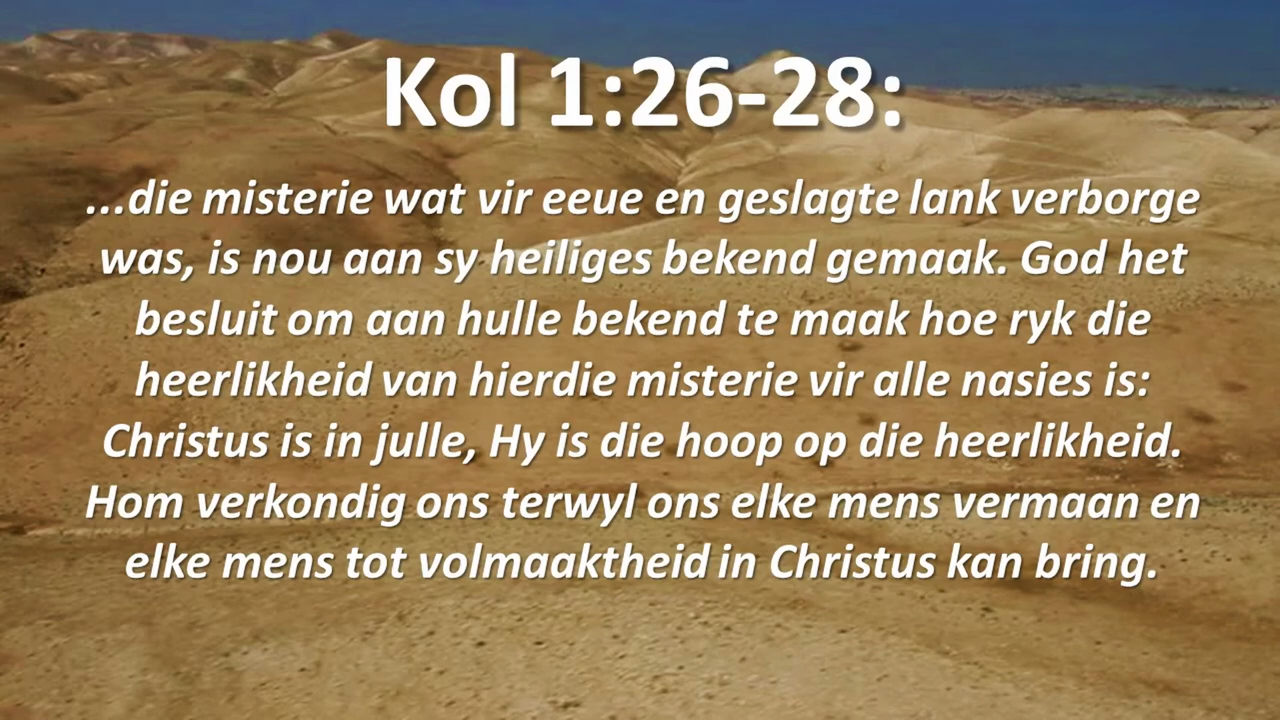 Kol 1:26-28:
...die misterie wat vir eeue en geslagte lank verborge
was, is nou aan sy heiliges bekend gemaak. God het
besluit om aan hulle bekend te maak hoe ryk die
heerlikheid van hierdie misterie vir alle nasies is:
Christus is in julle, Hy is die hoop op die heerlikheid.
Hom verkondig ons terwyl ons elke mens vermaan en
elke mens tot volmaaktheid in Christus kan bring.